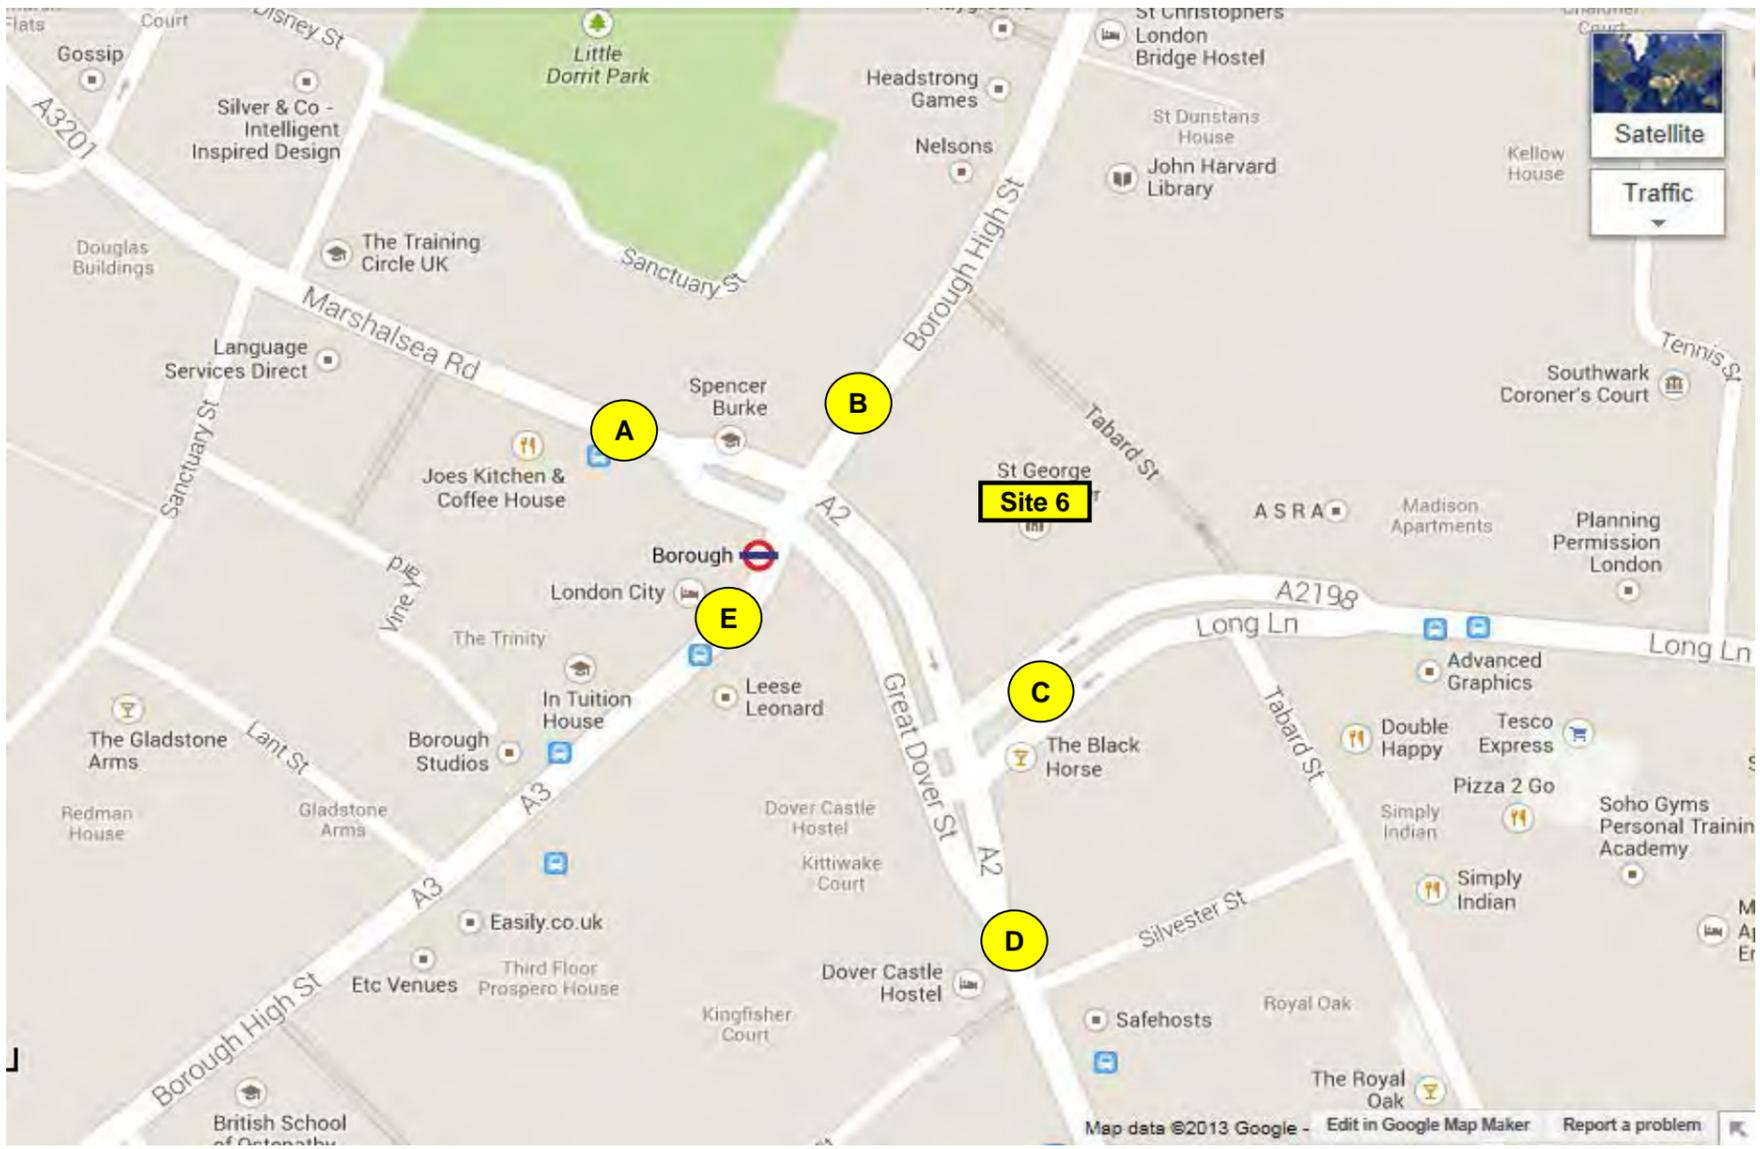 Flats
Court
Disney St
Gossip
A3201
Silver & Co -
Intelligent
Inspired Design
Little
Dorrit Park
Playground
St Christophers
London
Bridge Hostel
Court
Headstrong
Games
St Dunstans
House
Nelsons
John Harvard
Library
Kellow
House
Satellite
Traffic
Douglas
Buildings
The Training
Circle UK
Sanctuary St
Borough High St
Marshalsea Rd
Language
Services Direct
Tennis St
Southwark
Coroner's Court
Spencer
Burke
B
A
Sanctuary St
Joes Kitchen &
Coffee House
Tabard St
St George
Site 6
A2
A S R A
Madison
Apartments
Planning
Permission
London
Borough
London City
Vine Yard
E
The Trinity
A2198
Long Ln
Long Ln
In Tuition
House
Leese
Leonard
C
Advanced
Graphics
The Gladstone
Arms
Lant St
Borough
Studios
Great Dover St
The Black
Horse
Tabard St
Double
Happy
Tesco
Express
Pizza 2 Go
A3
Redman
House
Gladstone
Arms
Dover Castle
Hostel
Simply
Indian
Soho Gyms
Personal Trainin
Academy
Kittiwake
Court
A2
A3
Simply
Indian
Easily.co.uk
Silvester St
D
Etc Venues
Third Floor
Prospero House
Dover Castle
Hostel
Borough High St
Kingfisher
Court
Safehosts
Royal Oak
British School
of Osteopathy
The Royal
Oak
Map data ©2013 Google -
Edit in Google Map Maker
Report a problem